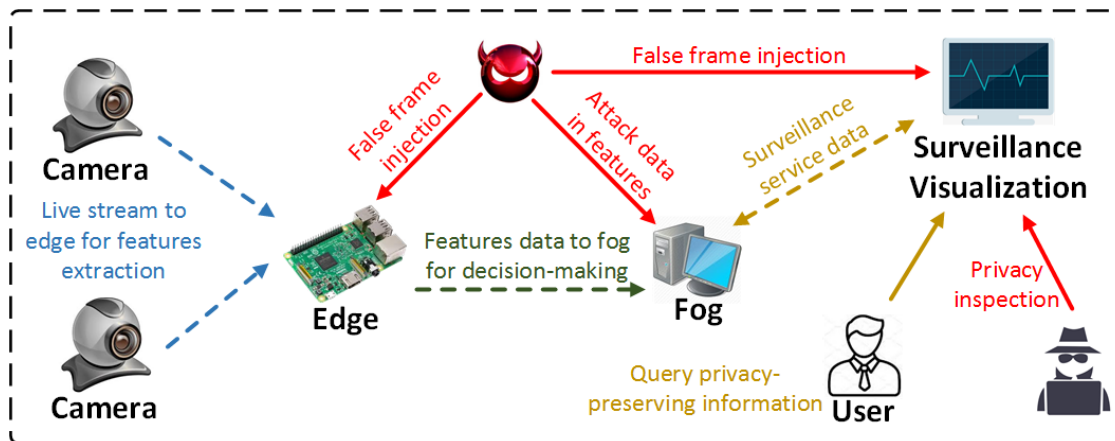 False frame injection
False frame
injection
Attack data
in features
Surveillance
service data
Camera
Surveillance
Visualization
Live stream to
edge for features
extraction
Features data to fog
for decision-making
Privacy
inspection
Edge
Fog
Query privacy-
preserving information
User
Camera